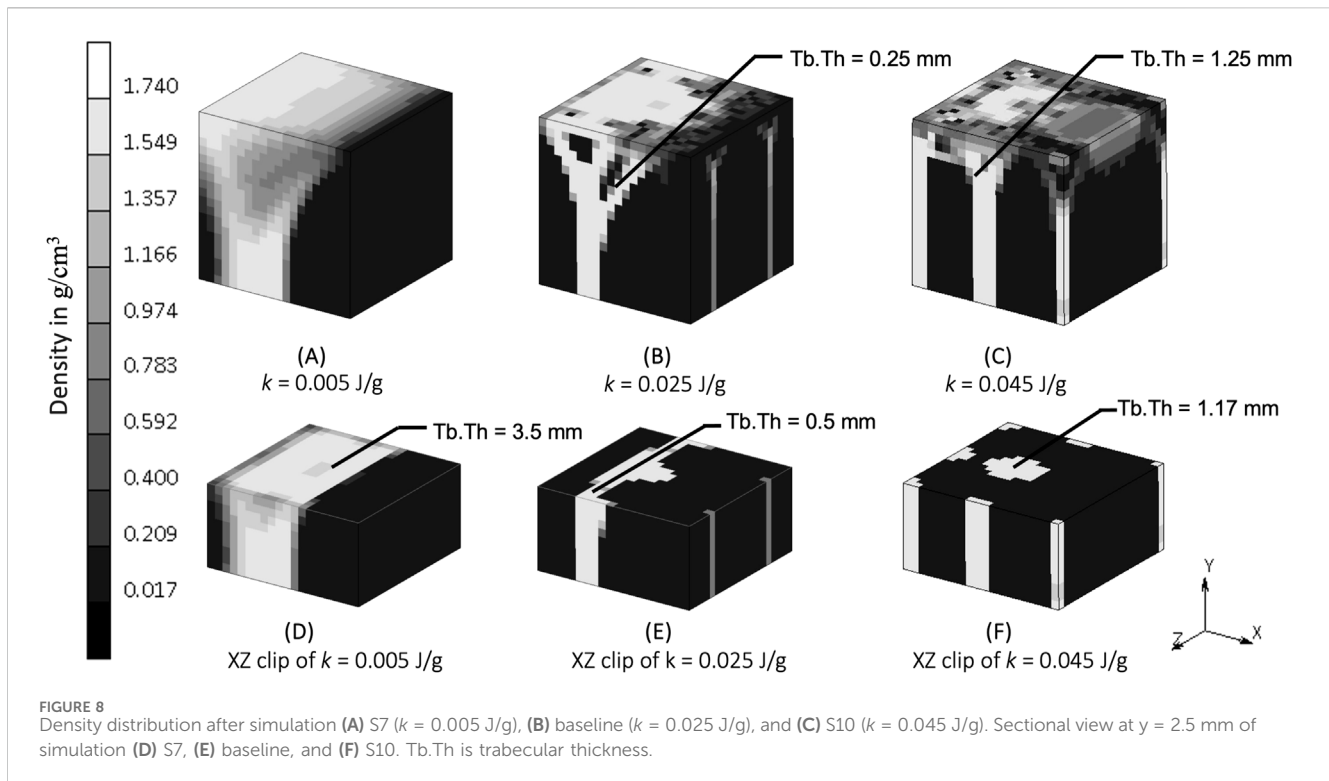 Density in g/cm³
1.740
1.549
1.357
1.166
0.974
0.783
0.592
0.400
0.209
0.017
Tb.Th = 0.25 mm
Tb.Th = 1.25 mm
(A)
k = 0.005 J/g
(B)
k = 0.025 J/g
(C)
k = 0.045 J/g
Tb.Th = 3.5 mm
Tb.Th = 0.5 mm
Tb.Th = 1.17 mm
(D)
XZ clip of k = 0.005 J/g
(E)
XZ clip of k = 0.025 J/g
(F)
XZ clip of k = 0.045 J/g
Y
Z
X
FIGURE 8
Density distribution after simulation (A) S7 (k = 0.005 J/g), (B) baseline (k = 0.025 J/g), and (C) S10 (k = 0.045 J/g). Sectional view at y = 2.5 mm of
simulation (D) S7, (E) baseline, and (F) S10. Tb.Th is trabecular thickness.